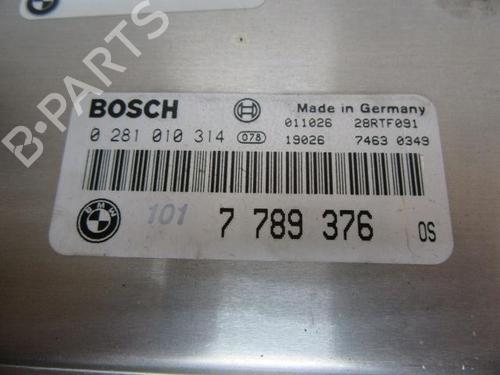 BOSCH Made in Germany
011026 28RTF091
0 281 010 314 078 19026 7463 0349
BMW 101 7 789 376 OS
B-PARTS